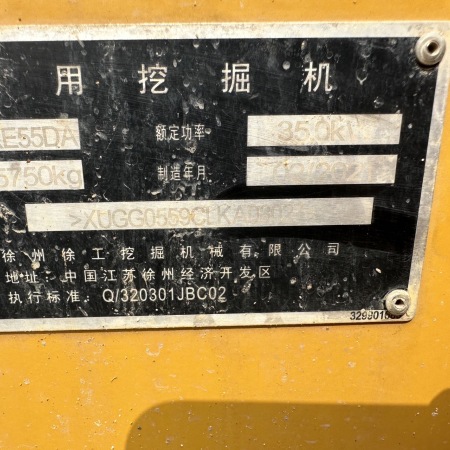 用挖掘机
E55DA 额定功率 35.0k
5750kg 制造年月
>XUGG0559CLKA0
徐州徐工挖掘机械有限公司
地址：中国江苏徐州经济开发区
执行标准：Q/320301JBC02